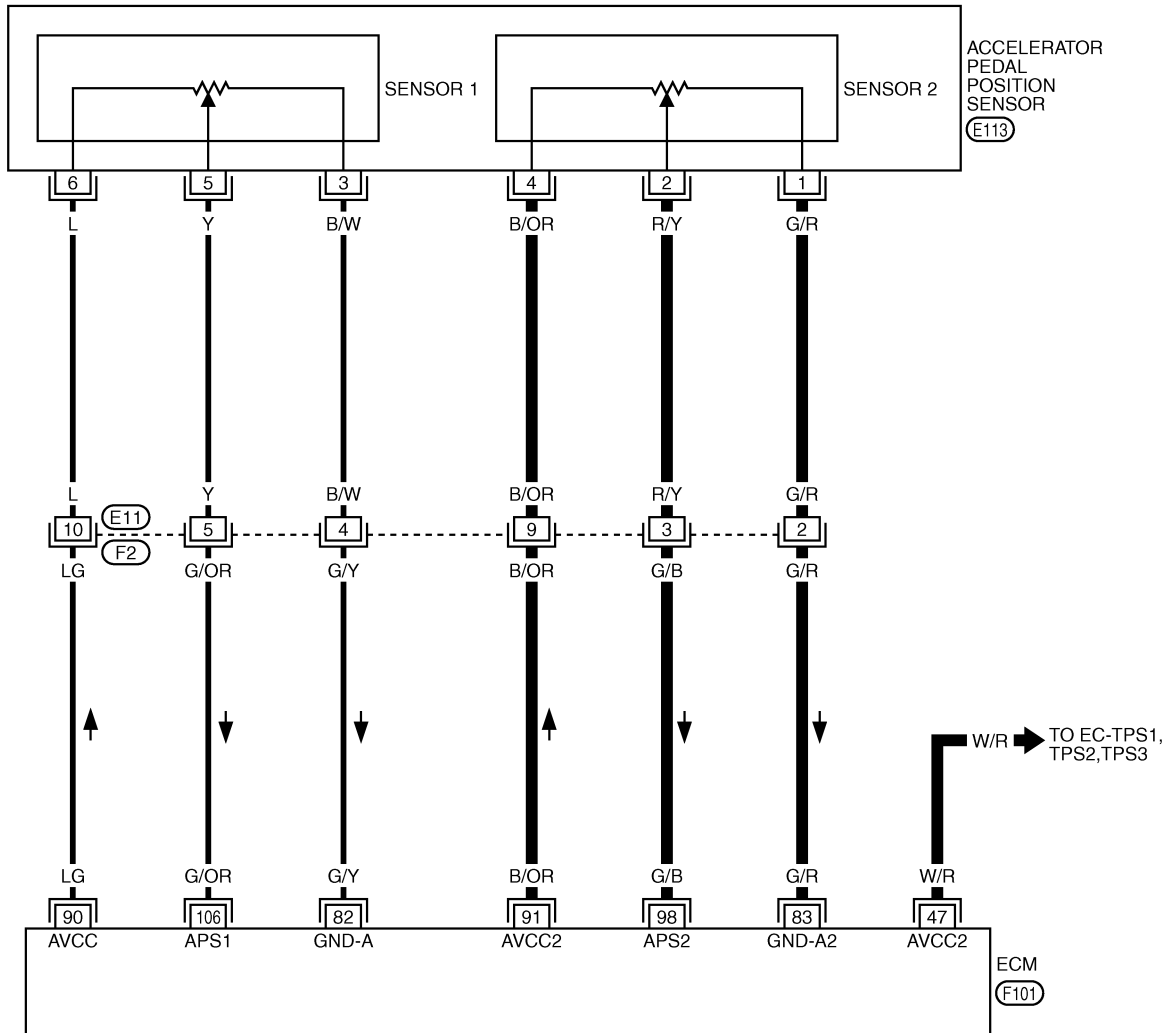 SENSOR 1
SENSOR 2
ACCELERATOR
PEDAL
POSITION
SENSOR
E113
6 5 3 4 2 1
L Y B/W B/OR R/Y G/R
L Y B/W B/OR R/Y G/R
E11
10 5 4 9 3 2
F2
LG G/OR G/Y B/OR G/B G/R
W/R
TO EC-TPS1,
TPS2,TPS3
LG G/OR G/Y B/OR G/B G/R W/R
90 106 82 91 98 83 47
AVCC APS1 GND-A AVCC2 APS2 GND-A2 AVCC2
ECM
F101